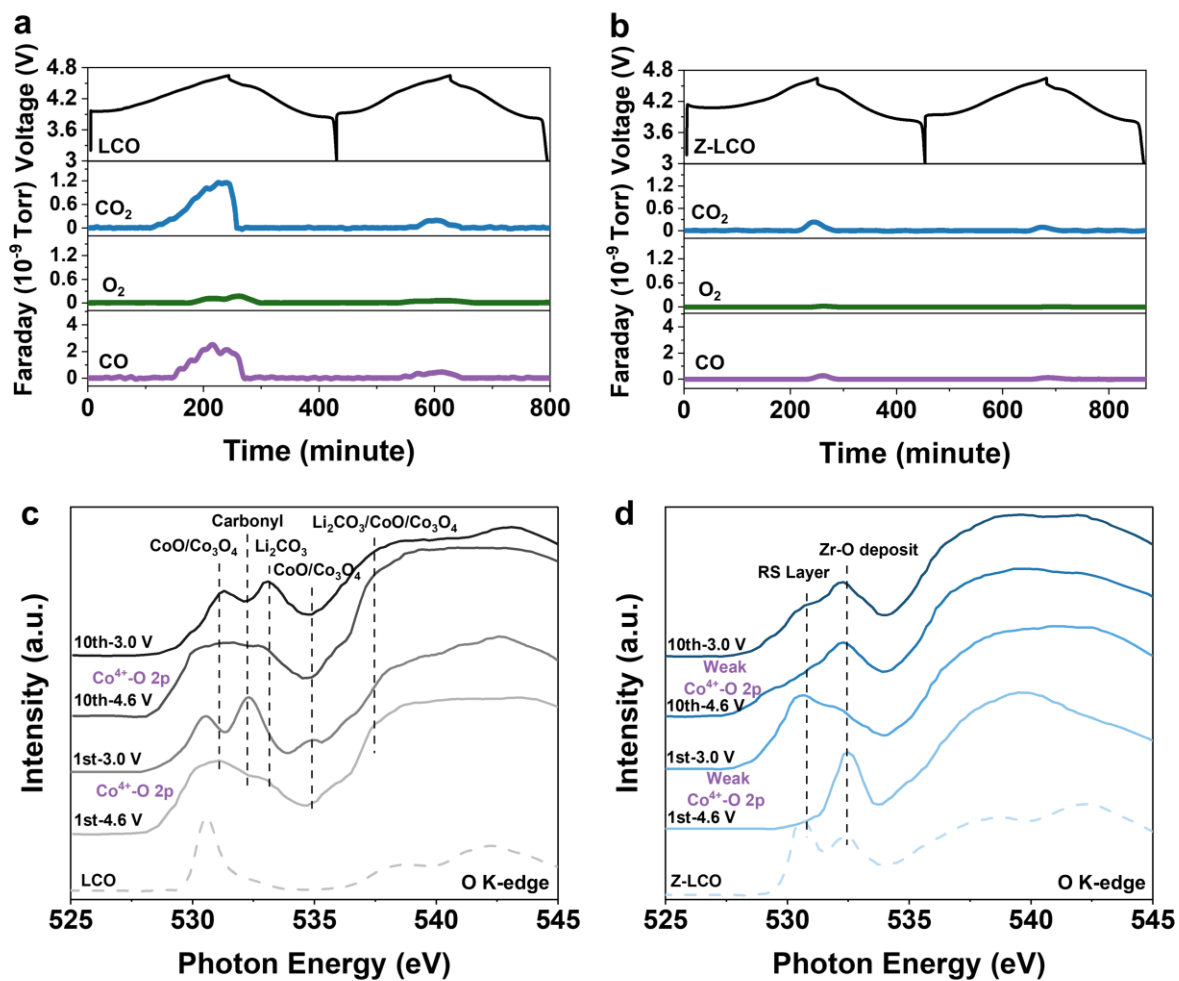 a
Faraday (10⁻⁹ Torr) Voltage (V)
4.8
4.2
3.6
3
LCO
1.2
0.6
0
CO₂
1.2
0.6
0
O₂
4
2
0
CO
0 200 400 600 800
Time (minute)
b
Faraday (10⁻⁹ Torr) Voltage (V)
4.8
4.2
3.6
3
Z-LCO
1.2
0.6
0
CO₂
1.2
0.6
0
O₂
4
2
0
CO
0 200 400 600 800
Time (minute)
c
Intensity (a.u.)
Carbonyl
Li₂CO₃/CoO/Co₃O₄
CoO/Co₃O₄
Li₂CO₃
CoO/Co₃O₄
10th-3.0 V
Co⁴⁺-O 2p
10th-4.6 V
1st-3.0 V
Co⁴⁺-O 2p
1st-4.6 V
LCO
O K-edge
525 530 535 540 545
Photon Energy (eV)
d
Intensity (a.u.)
Zr-O deposit
RS Layer
10th-3.0 V
Weak
Co⁴⁺-O 2p
10th-4.6 V
1st-3.0 V
Weak
Co⁴⁺-O 2p
1st-4.6 V
Z-LCO
O K-edge
525 530 535 540 545
Photon Energy (eV)